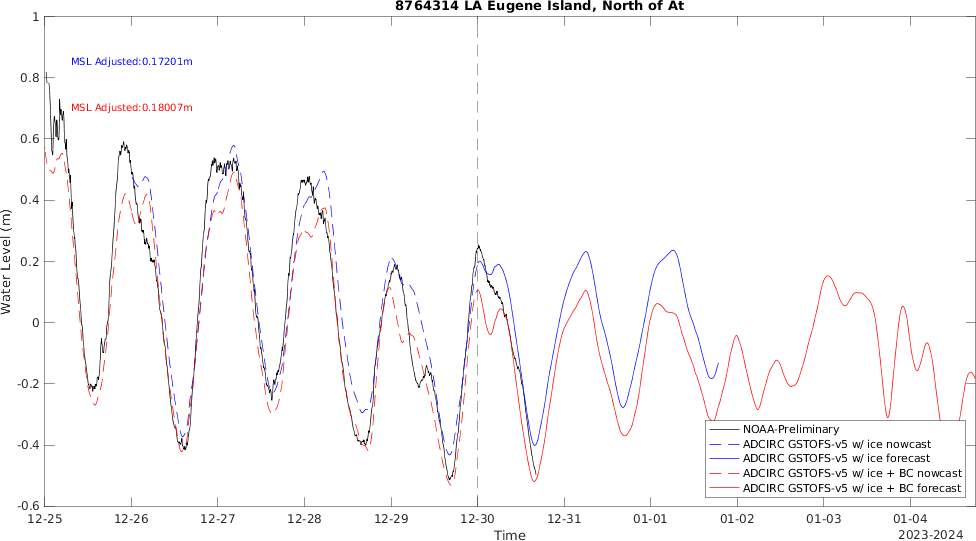 8764314 LA Eugene Island, North of At
MSL Adjusted:0.17201m
MSL Adjusted:0.18007m
Water Level (m)
1
0.8
0.6
0.4
0.2
0
-0.2
-0.4
-0.6
NOAA-Preliminary
ADCIRC GSTOFS-v5 w/ ice nowcast
ADCIRC GSTOFS-v5 w/ ice forecast
ADCIRC GSTOFS-v5 w/ ice + BC nowcast
ADCIRC GSTOFS-v5 w/ ice + BC forecast
12-25 12-26 12-27 12-28 12-29 12-30 12-31 01-01 01-02 01-03 01-04
Time
2023-2024